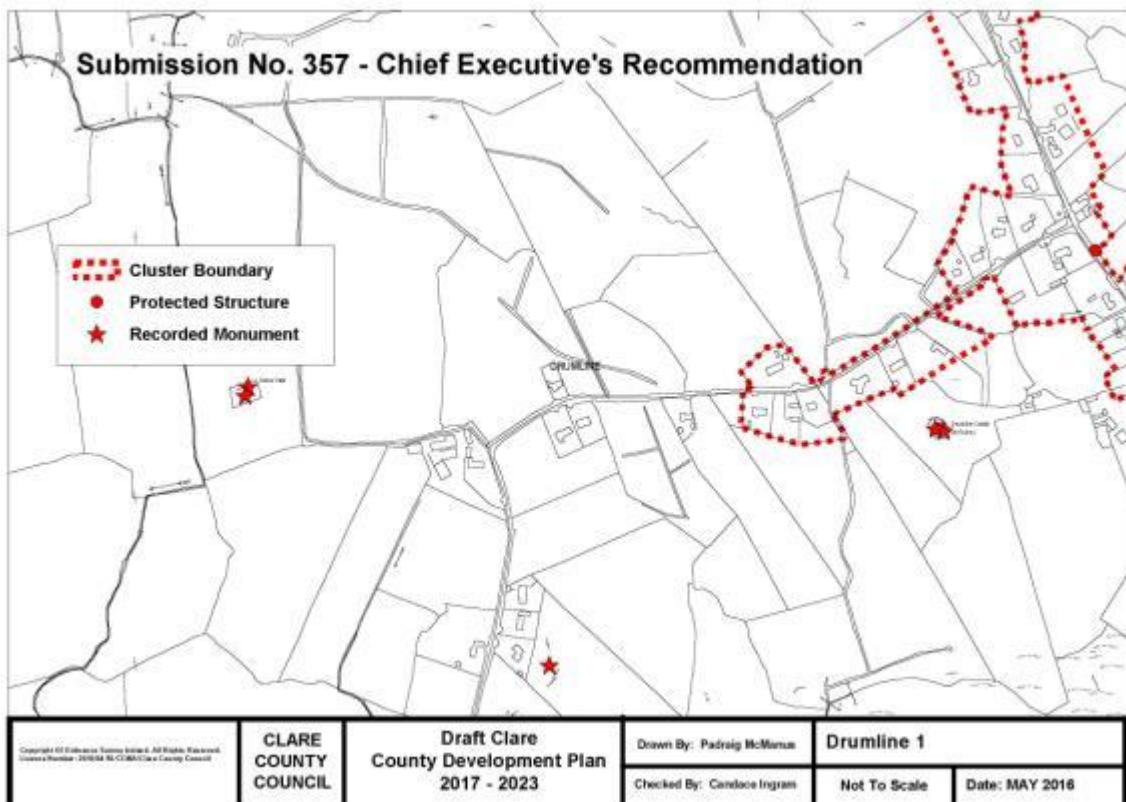 Submission No. 357 - Chief Executive's Recommendation
Cluster Boundary
Protected Structure
Recorded Monument
DRUMLINE
CLARE
COUNTY
COUNCIL
Draft Clare
County Development Plan
2017 - 2023
Drawn By: Padraig McManus
Checked By: Candace Ingram
Drumline 1
Not To Scale
Date: MAY 2016